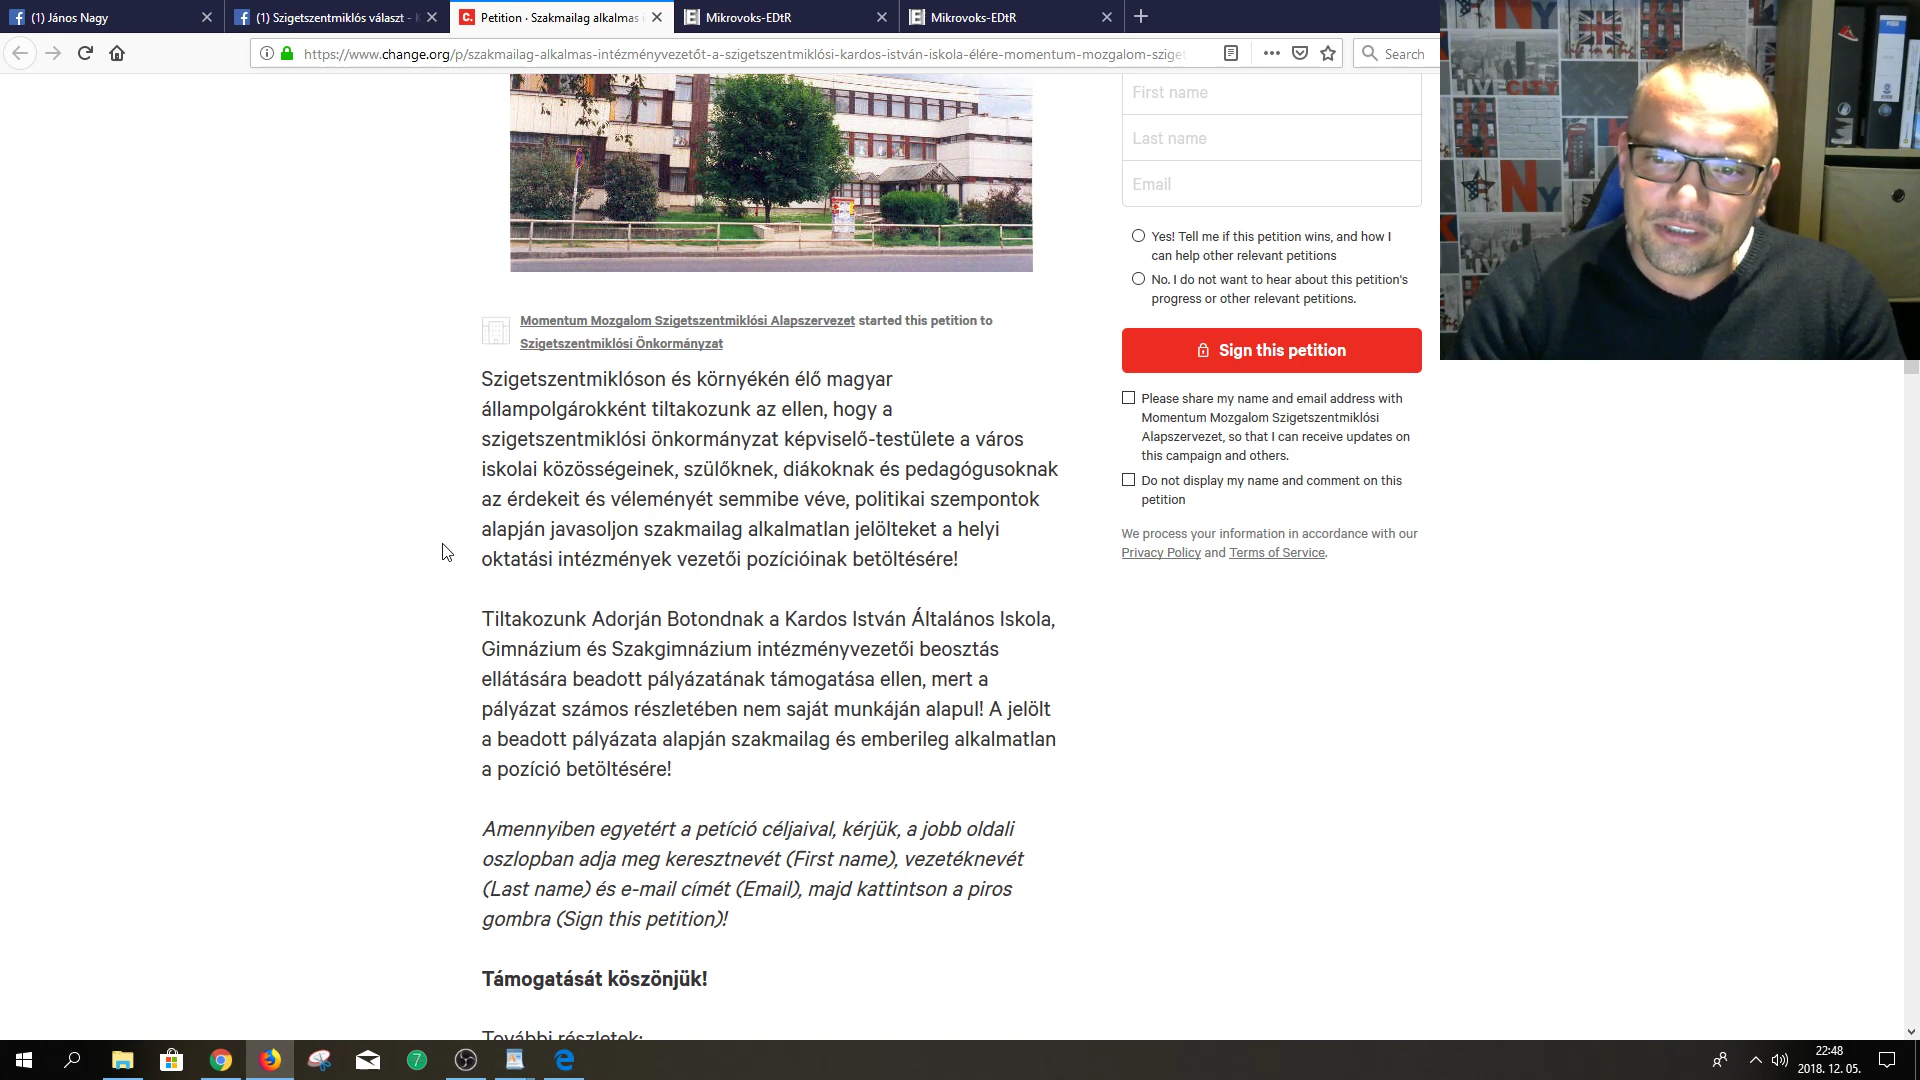 (1) János Nagy
(1) Szigetszentmiklós választ -
Petition · Szakmailag alkalmas
Mikrovoks-EDtR
Mikrovoks-EDtR
https://www.change.org/p/szakmailag-alkalmas-intézményvezetőt-a-szigetszentmiklósi-kardos-istván-iskola-élére-momentum-mozgalom-sziget
Search
First name
Last name
Email
Yes! Tell me if this petition wins, and how I
can help other relevant petitions
No. I do not want to hear about this petition's
progress or other relevant petitions.
Sign this petition
Please share my name and email address with
Momentum Mozgalom Szigetszentmiklósi
Alapszervezet, so that I can receive updates on
this campaign and others.
Do not display my name and comment on this
petition
We process your information in accordance with our
Privacy Policy and Terms of Service.
Momentum Mozgalom Szigetszentmiklósi Alapszervezet started this petition to
Szigetszentmiklósi Önkormányzat
Szigetszentmiklóson és környékén élő magyar
állampolgárokként tiltakozunk az ellen, hogy a
szigetszentmiklósi önkormányzat képviselő-testülete a város
iskolai közösségeinek, szülőknek, diákoknak és pedagógusoknak
az érdekeit és véleményét semmibe véve, politikai szempontok
alapján javasoljon szakmailag alkalmatlan jelölteket a helyi
oktatási intézmények vezetői pozícióinak betöltésére!
Tiltakozunk Adorján Botondnak a Kardos István Általános Iskola,
Gimnázium és Szakgimnázium intézményvezetői beosztás
ellátására beadott pályázatának támogatása ellen, mert a
pályázat számos részletében nem saját munkáján alapul! A jelölt
a beadott pályázata alapján szakmailag és emberileg alkalmatlan
a pozíció betöltésére!
Amennyiben egyetért a petíció céljaival, kérjük, a jobb oldali
oszlopban adja meg keresztnevét (First name), vezetéknevét
(Last name) és e-mail címét (Email), majd kattintson a piros
gombra (Sign this petition)!
Támogatását köszönjük!
További részletek:
LIVE CITY
NY
22:48
2018. 12. 05.